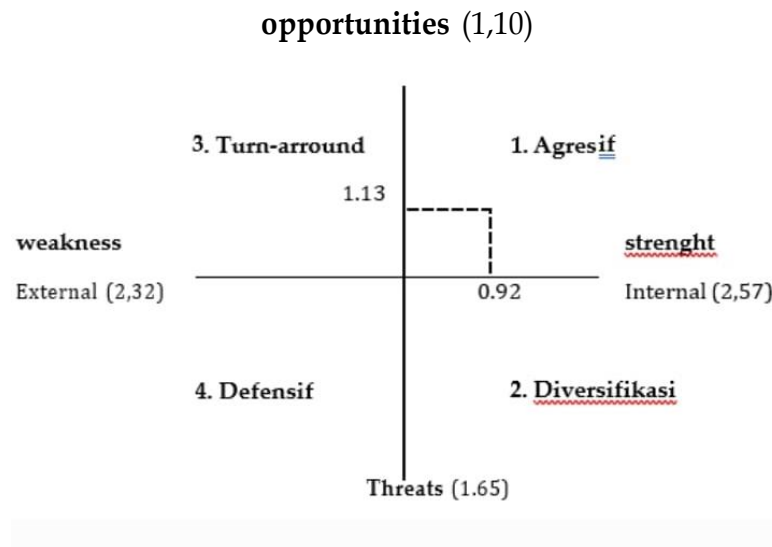 opportunities (1,10)
3. Turn-arround
1. Agresif
1.13
weakness
strenght
External (2,32)
0.92
Internal (2,57)
4. Defensif
2. Diversifikasi
Threats (1.65)